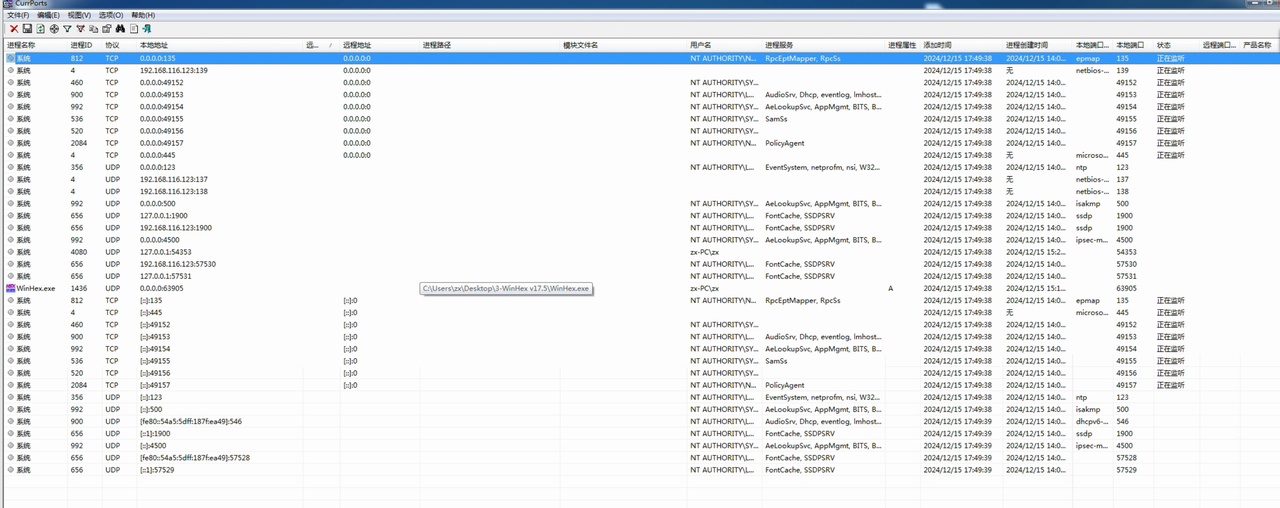 CurrPorts
文件(F) 编辑(E) 视图(V) 选项(O) 帮助(H)
进程名称 进程ID 协议 本地地址 远... 远程地址 进程路径 模块文件名 用户名 进程服务 进程属性 添加时间 进程创建时间 本地端口... 本地端口 状态 远程端口... 产品名称
系统 812 TCP 0.0.0.0:135 0.0.0.0:0 NT AUTHORITY\N... RpcEptMapper, RpcSs 2024/12/15 17:49:38 2024/12/15 14:0... epmap 135 正在监听
系统 4 TCP 192.168.116.123:139 0.0.0.0:0 2024/12/15 17:49:38 无 netbios-... 139 正在监听
系统 460 TCP 0.0.0.0:49152 0.0.0.0:0 NT AUTHORITY\SY... 2024/12/15 17:49:38 2024/12/15 14:0... 49152 正在监听
系统 900 TCP 0.0.0.0:49153 0.0.0.0:0 NT AUTHORITY\L... AudioSrv, Dhcp, eventlog, lmhost... 2024/12/15 17:49:38 2024/12/15 14:0... 49153 正在监听
系统 992 TCP 0.0.0.0:49154 0.0.0.0:0 NT AUTHORITY\SY... AeLookupSvc, AppMgmt, BITS, B... 2024/12/15 17:49:38 2024/12/15 14:0... 49154 正在监听
系统 536 TCP 0.0.0.0:49155 0.0.0.0:0 NT AUTHORITY\SY... SamSs 2024/12/15 17:49:38 2024/12/15 14:0... 49155 正在监听
系统 520 TCP 0.0.0.0:49156 0.0.0.0:0 NT AUTHORITY\SY... 2024/12/15 17:49:38 2024/12/15 14:0... 49156 正在监听
系统 2084 TCP 0.0.0.0:49157 0.0.0.0:0 NT AUTHORITY\N... PolicyAgent 2024/12/15 17:49:38 2024/12/15 14:0... 49157 正在监听
系统 4 TCP 0.0.0.0:445 0.0.0.0:0 2024/12/15 17:49:38 无 microso... 445 正在监听
系统 356 UDP 0.0.0.0:123 NT AUTHORITY\L... EventSystem, netprofm, nsi, W32... 2024/12/15 17:49:38 2024/12/15 14:0... ntp 123
系统 4 UDP 192.168.116.123:137 2024/12/15 17:49:38 无 netbios-... 137
系统 4 UDP 192.168.116.123:138 2024/12/15 17:49:38 无 netbios-... 138
系统 992 UDP 0.0.0.0:500 NT AUTHORITY\SY... AeLookupSvc, AppMgmt, BITS, B... 2024/12/15 17:49:38 2024/12/15 14:0... isakmp 500
系统 656 UDP 127.0.0.1:1900 NT AUTHORITY\L... FontCache, SSDPSRV 2024/12/15 17:49:38 2024/12/15 14:0... ssdp 1900
系统 656 UDP 192.168.116.123:1900 NT AUTHORITY\L... FontCache, SSDPSRV 2024/12/15 17:49:38 2024/12/15 14:0... ssdp 1900
系统 992 UDP 0.0.0.0:4500 NT AUTHORITY\SY... AeLookupSvc, AppMgmt, BITS, B... 2024/12/15 17:49:38 2024/12/15 14:0... ipsec-m... 4500
系统 4080 UDP 127.0.0.1:54353 zx-PC\zx 2024/12/15 17:49:38 2024/12/15 15:2... 54353
系统 656 UDP 192.168.116.123:57530 NT AUTHORITY\L... FontCache, SSDPSRV 2024/12/15 17:49:38 2024/12/15 14:0... 57530
系统 656 UDP 127.0.0.1:57531 NT AUTHORITY\L... FontCache, SSDPSRV 2024/12/15 17:49:38 2024/12/15 14:0... 57531
WinHex.exe 1436 UDP 0.0.0.0:63905 C:\Users\zx\Desktop\3-WinHex v17.5\WinHex.exe zx-PC\zx A 2024/12/15 17:49:38 2024/12/15 15:1... 63905
系统 812 TCP [::]:135 [::]:0 NT AUTHORITY\N... RpcEptMapper, RpcSs 2024/12/15 17:49:38 2024/12/15 14:0... epmap 135 正在监听
系统 4 TCP [::]:445 [::]:0 2024/12/15 17:49:38 无 microso... 445 正在监听
系统 460 TCP [::]:49152 [::]:0 NT AUTHORITY\SY... 2024/12/15 17:49:38 2024/12/15 14:0... 49152 正在监听
系统 900 TCP [::]:49153 [::]:0 NT AUTHORITY\L... AudioSrv, Dhcp, eventlog, lmhost... 2024/12/15 17:49:38 2024/12/15 14:0... 49153 正在监听
系统 992 TCP [::]:49154 [::]:0 NT AUTHORITY\SY... AeLookupSvc, AppMgmt, BITS, B... 2024/12/15 17:49:38 2024/12/15 14:0... 49154 正在监听
系统 536 TCP [::]:49155 [::]:0 NT AUTHORITY\SY... SamSs 2024/12/15 17:49:38 2024/12/15 14:0... 49155 正在监听
系统 520 TCP [::]:49156 [::]:0 NT AUTHORITY\SY... 2024/12/15 17:49:38 2024/12/15 14:0... 49156 正在监听
系统 2084 TCP [::]:49157 [::]:0 NT AUTHORITY\N... PolicyAgent 2024/12/15 17:49:38 2024/12/15 14:0... 49157 正在监听
系统 356 UDP [::]:123 NT AUTHORITY\L... EventSystem, netprofm, nsi, W32... 2024/12/15 17:49:38 2024/12/15 14:0... ntp 123
系统 992 UDP [::]:500 NT AUTHORITY\SY... AeLookupSvc, AppMgmt, BITS, B... 2024/12/15 17:49:39 2024/12/15 14:0... isakmp 500
系统 900 UDP [fe80::54a5:5dff:187f:ea49]:546 NT AUTHORITY\L... AudioSrv, Dhcp, eventlog, lmhost... 2024/12/15 17:49:39 2024/12/15 14:0... dhcpv6-... 546
系统 656 UDP [::1]:1900 NT AUTHORITY\L... FontCache, SSDPSRV 2024/12/15 17:49:39 2024/12/15 14:0... ssdp 1900
系统 992 UDP [::]:4500 NT AUTHORITY\SY... AeLookupSvc, AppMgmt, BITS, B... 2024/12/15 17:49:39 2024/12/15 14:0... ipsec-m... 4500
系统 656 UDP [fe80::54a5:5dff:187f:ea49]:57528 NT AUTHORITY\L... FontCache, SSDPSRV 2024/12/15 17:49:39 2024/12/15 14:0... 57528
系统 656 UDP [::1]:57529 NT AUTHORITY\L... FontCache, SSDPSRV 2024/12/15 17:49:39 2024/12/15 14:0... 57529